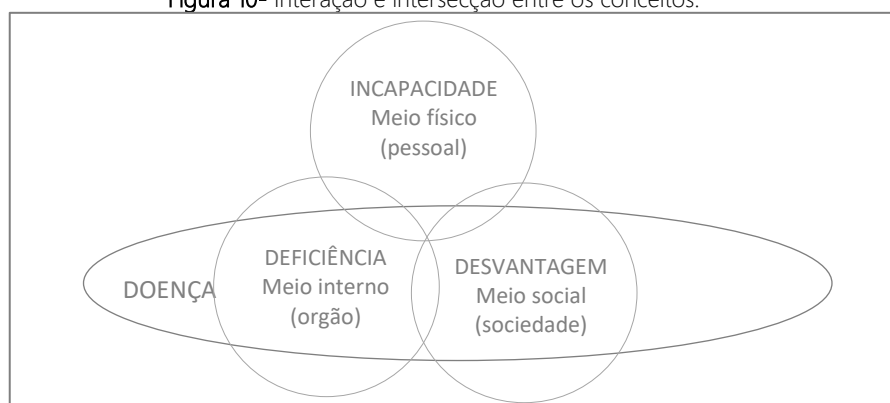 Figura 10- Interação e intersecção entre os conceitos.
INCAPACIDADE
Meio físico
(pessoal)
DOENÇA
DEFICIÊNCIA
Meio interno
(orgão)
DESVANTAGEM
Meio social
(sociedade)